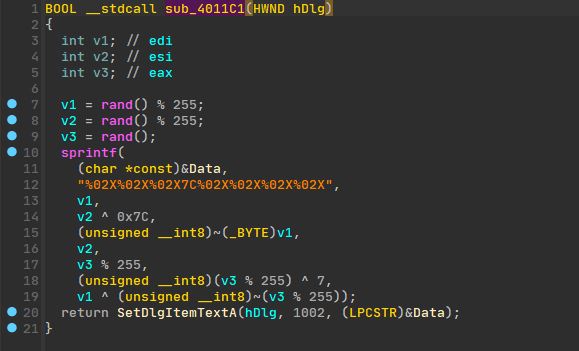 1 BOOL __stdcall sub_4011C1(HWND hDlg)
2 {
3   int v1; // edi
4   int v2; // esi
5   int v3; // eax
6
7   v1 = rand() % 255;
8   v2 = rand() % 255;
9   v3 = rand();
10   sprintf(
11     (char *const)&Data,
12     "%02X%02X%02X7C%02X%02X%02X%02X",
13     v1,
14     v2 ^ 0x7C,
15     (unsigned __int8)~(_BYTE)v1,
16     v2,
17     v3 % 255,
18     (unsigned __int8)(v3 % 255) ^ 7,
19     v1 ^ (unsigned __int8)~(v3 % 255));
20   return SetDlgItemTextA(hDlg, 1002, (LPCSTR)&Data);
21 }